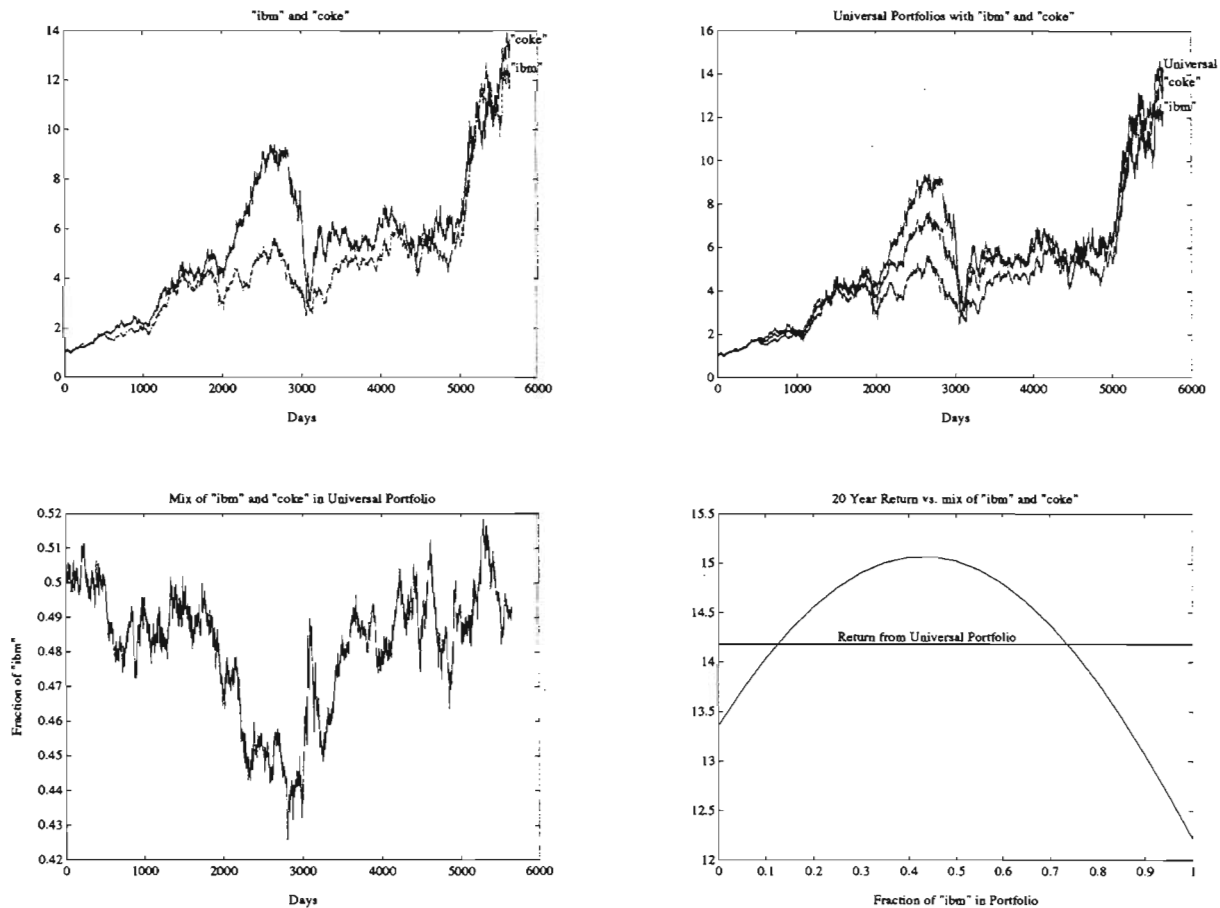 "ibm" and "coke"
14
12
10
8
6
4
2
0
"coke"
"ibm"
0 1000 2000 3000 4000 5000 6000
Days
Universal Portfolios with "ibm" and "coke"
16
14
12
10
8
6
4
2
0
Universal
"coke"
"ibm"
0 1000 2000 3000 4000 5000 6000
Days
Mix of "ibm" and "coke" in Universal Portfolio
Fraction of "ibm"
0.52
0.51
0.5
0.49
0.48
0.47
0.46
0.45
0.44
0.43
0.42
0 1000 2000 3000 4000 5000 6000
Days
20 Year Return vs. mix of "ibm" and "coke"
15.5
15
14.5
14
13.5
13
12.5
12
Return from Universal Portfolio
0 0.1 0.2 0.3 0.4 0.5 0.6 0.7 0.8 0.9 1
Fraction of "ibm" in Portfolio